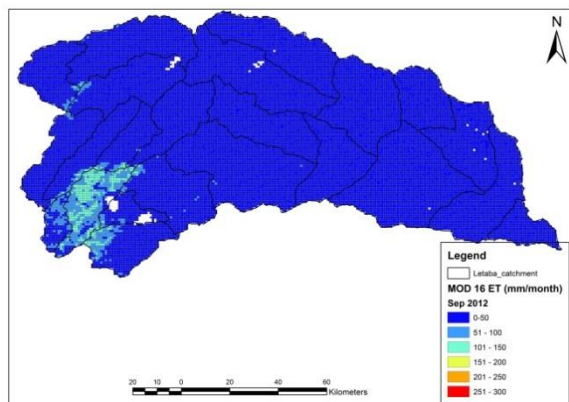 N
Legend
Letaba_catchment
MOD 16 ET (mm/month)
Sep 2012
0-50
51 - 100
101 - 150
151 - 200
201 - 250
251 - 300
20 10 0 20 40 60
Kilometers